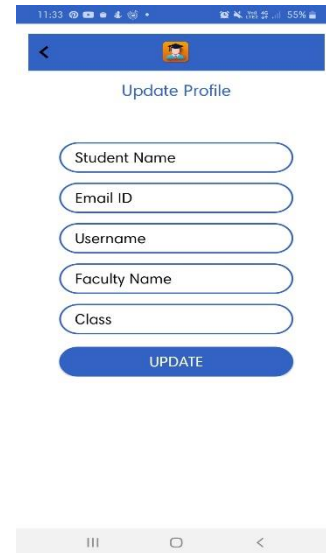 11:33
55%
Update Profile
Student Name
Email ID
Username
Faculty Name
Class
UPDATE